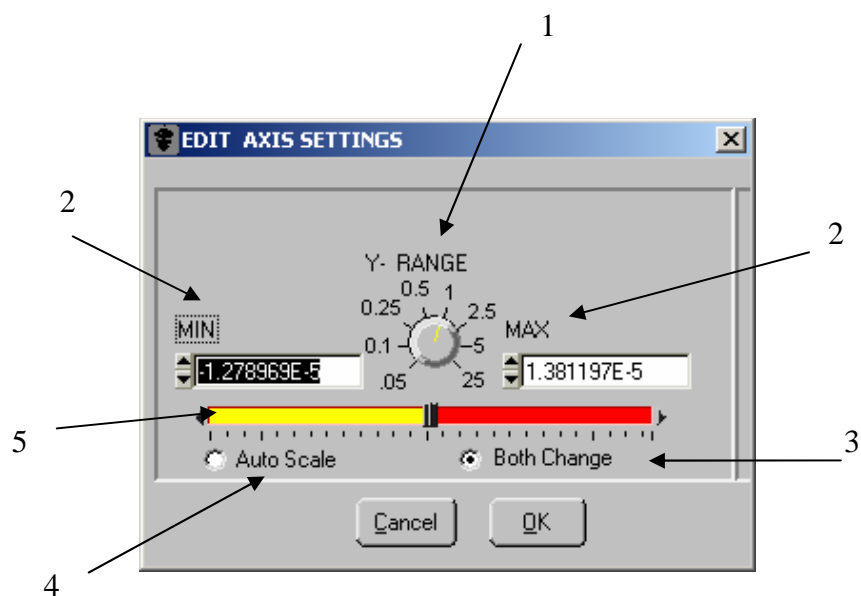 1
EDIT AXIS SETTINGS
2
2
Y- RANGE
0.5 1
0.25 2.5
MIN
MAX
0.1 5
-1.278969E-5
.05 25
1.381197E-5
5
3
Auto Scale
Both Change
Cancel
OK
4